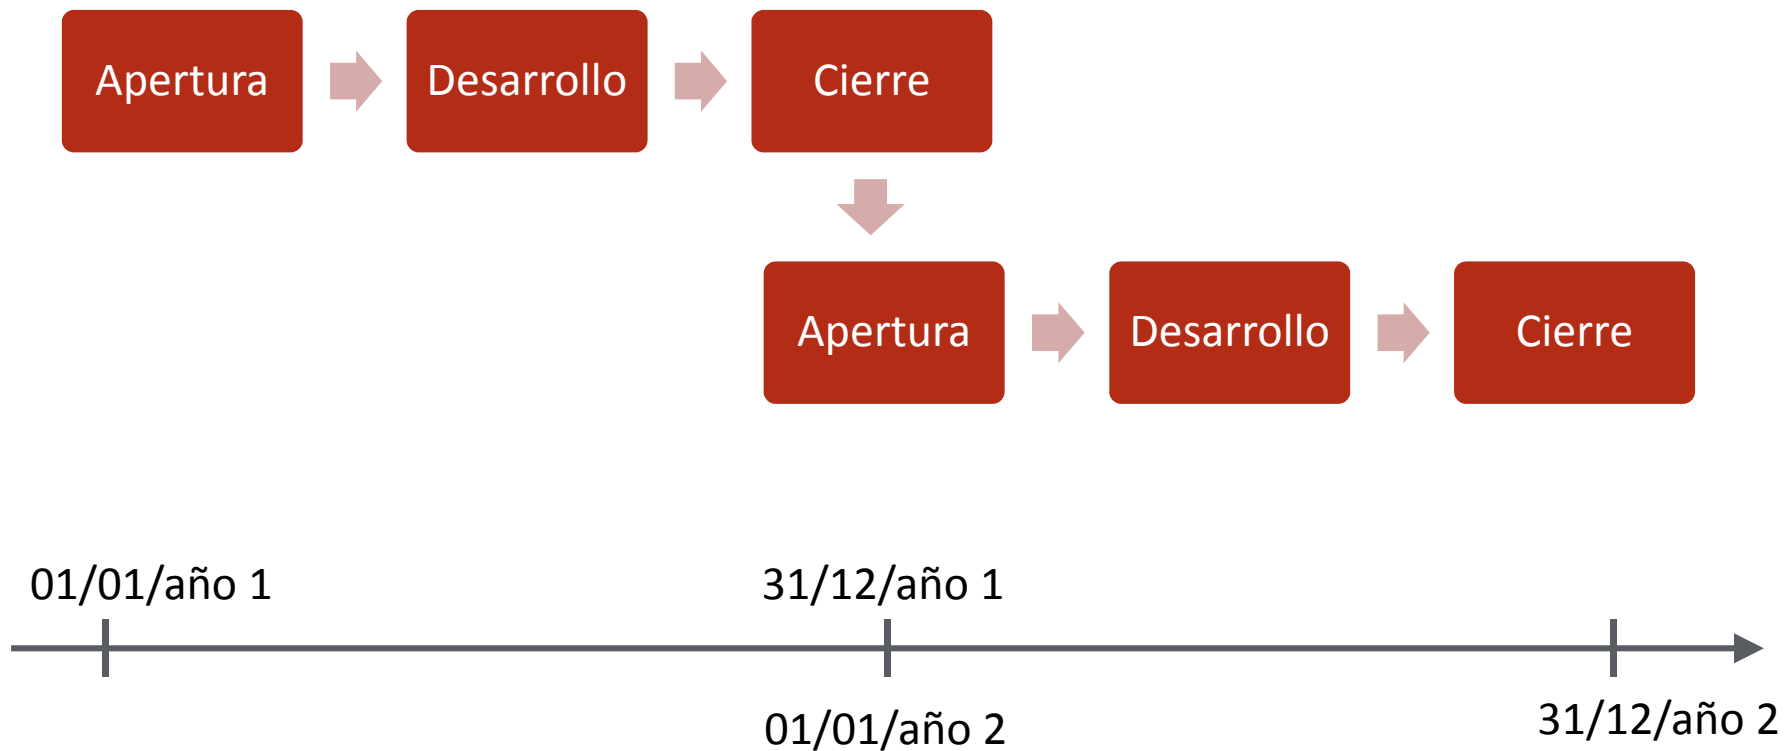 Apertura
Desarrollo
Cierre
Apertura
Desarrollo
Cierre
01/01/año 1
31/12/año 1
01/01/año 2
31/12/año 2